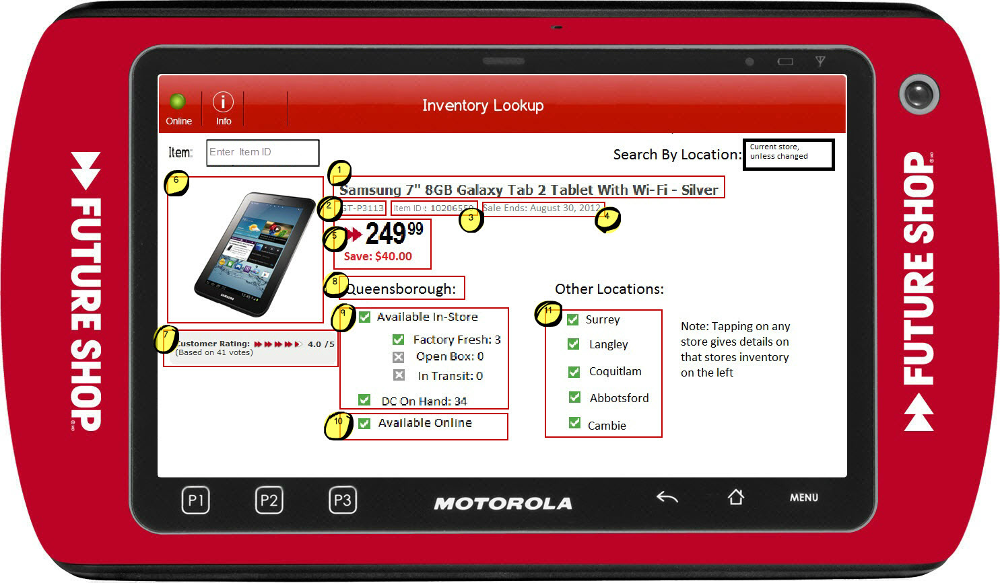 Inventory Lookup
Online
Info
Item:
Enter Item ID
Search By Location:
Current store,
unless changed
6
1
Samsung 7" 8GB Galaxy Tab 2 Tablet With Wi-Fi - Silver
2
GT-P3113
Item ID: 10206550
3
Sale Ends: August 30, 2012
4
5
249 99
Save: $40.00
SAMSUNG
7
Customer Rating: 4.0 /5
(Based on 41 votes)
8
Queensborough:
9
Available In-Store
Factory Fresh: 3
Open Box: 0
In Transit: 0
DC On Hand: 34
10
Available Online
Other Locations:
11
Surrey
Langley
Coquitlam
Abbotsford
Cambie
Note: Tapping on any
store gives details on
that stores inventory
on the left
P1
P2
P3
MOTOROLA
MENU
FUTURE SHOP
FUTURE SHOP